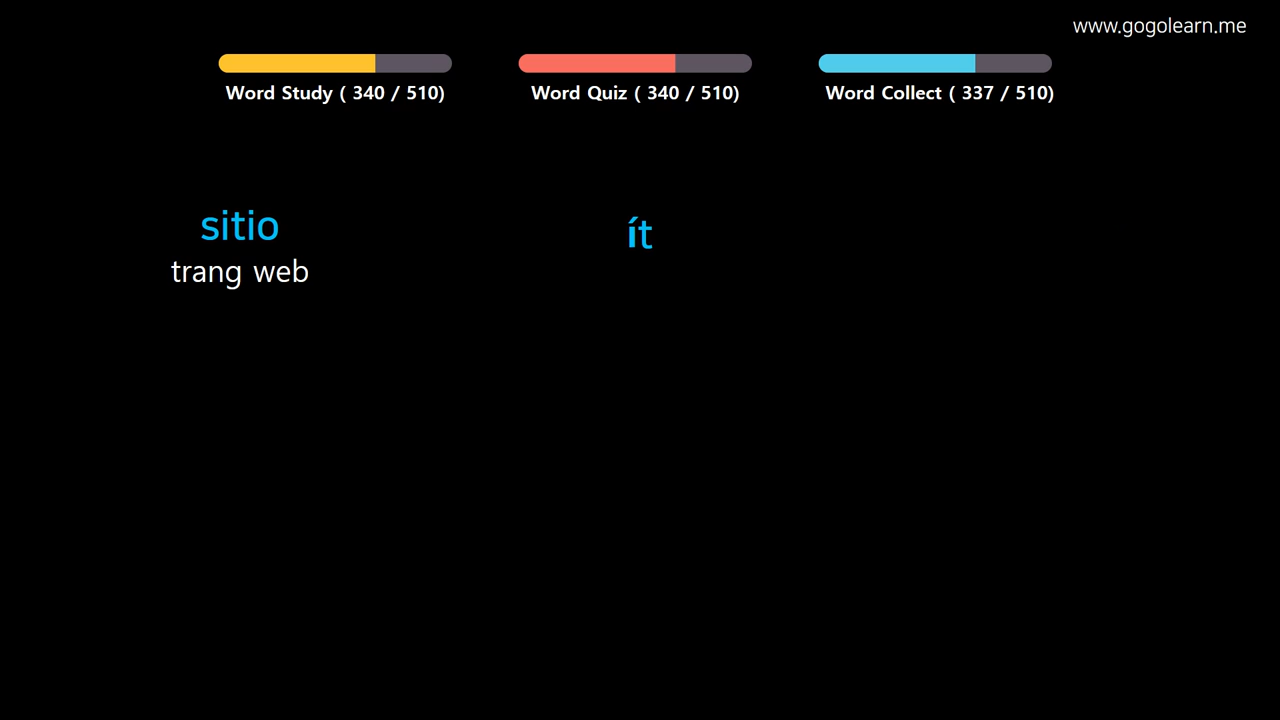 www.gogolearn.me
Word Study ( 340 / 510)
Word Quiz ( 340 / 510)
Word Collect ( 337 / 510)
sitio
trang web
ít